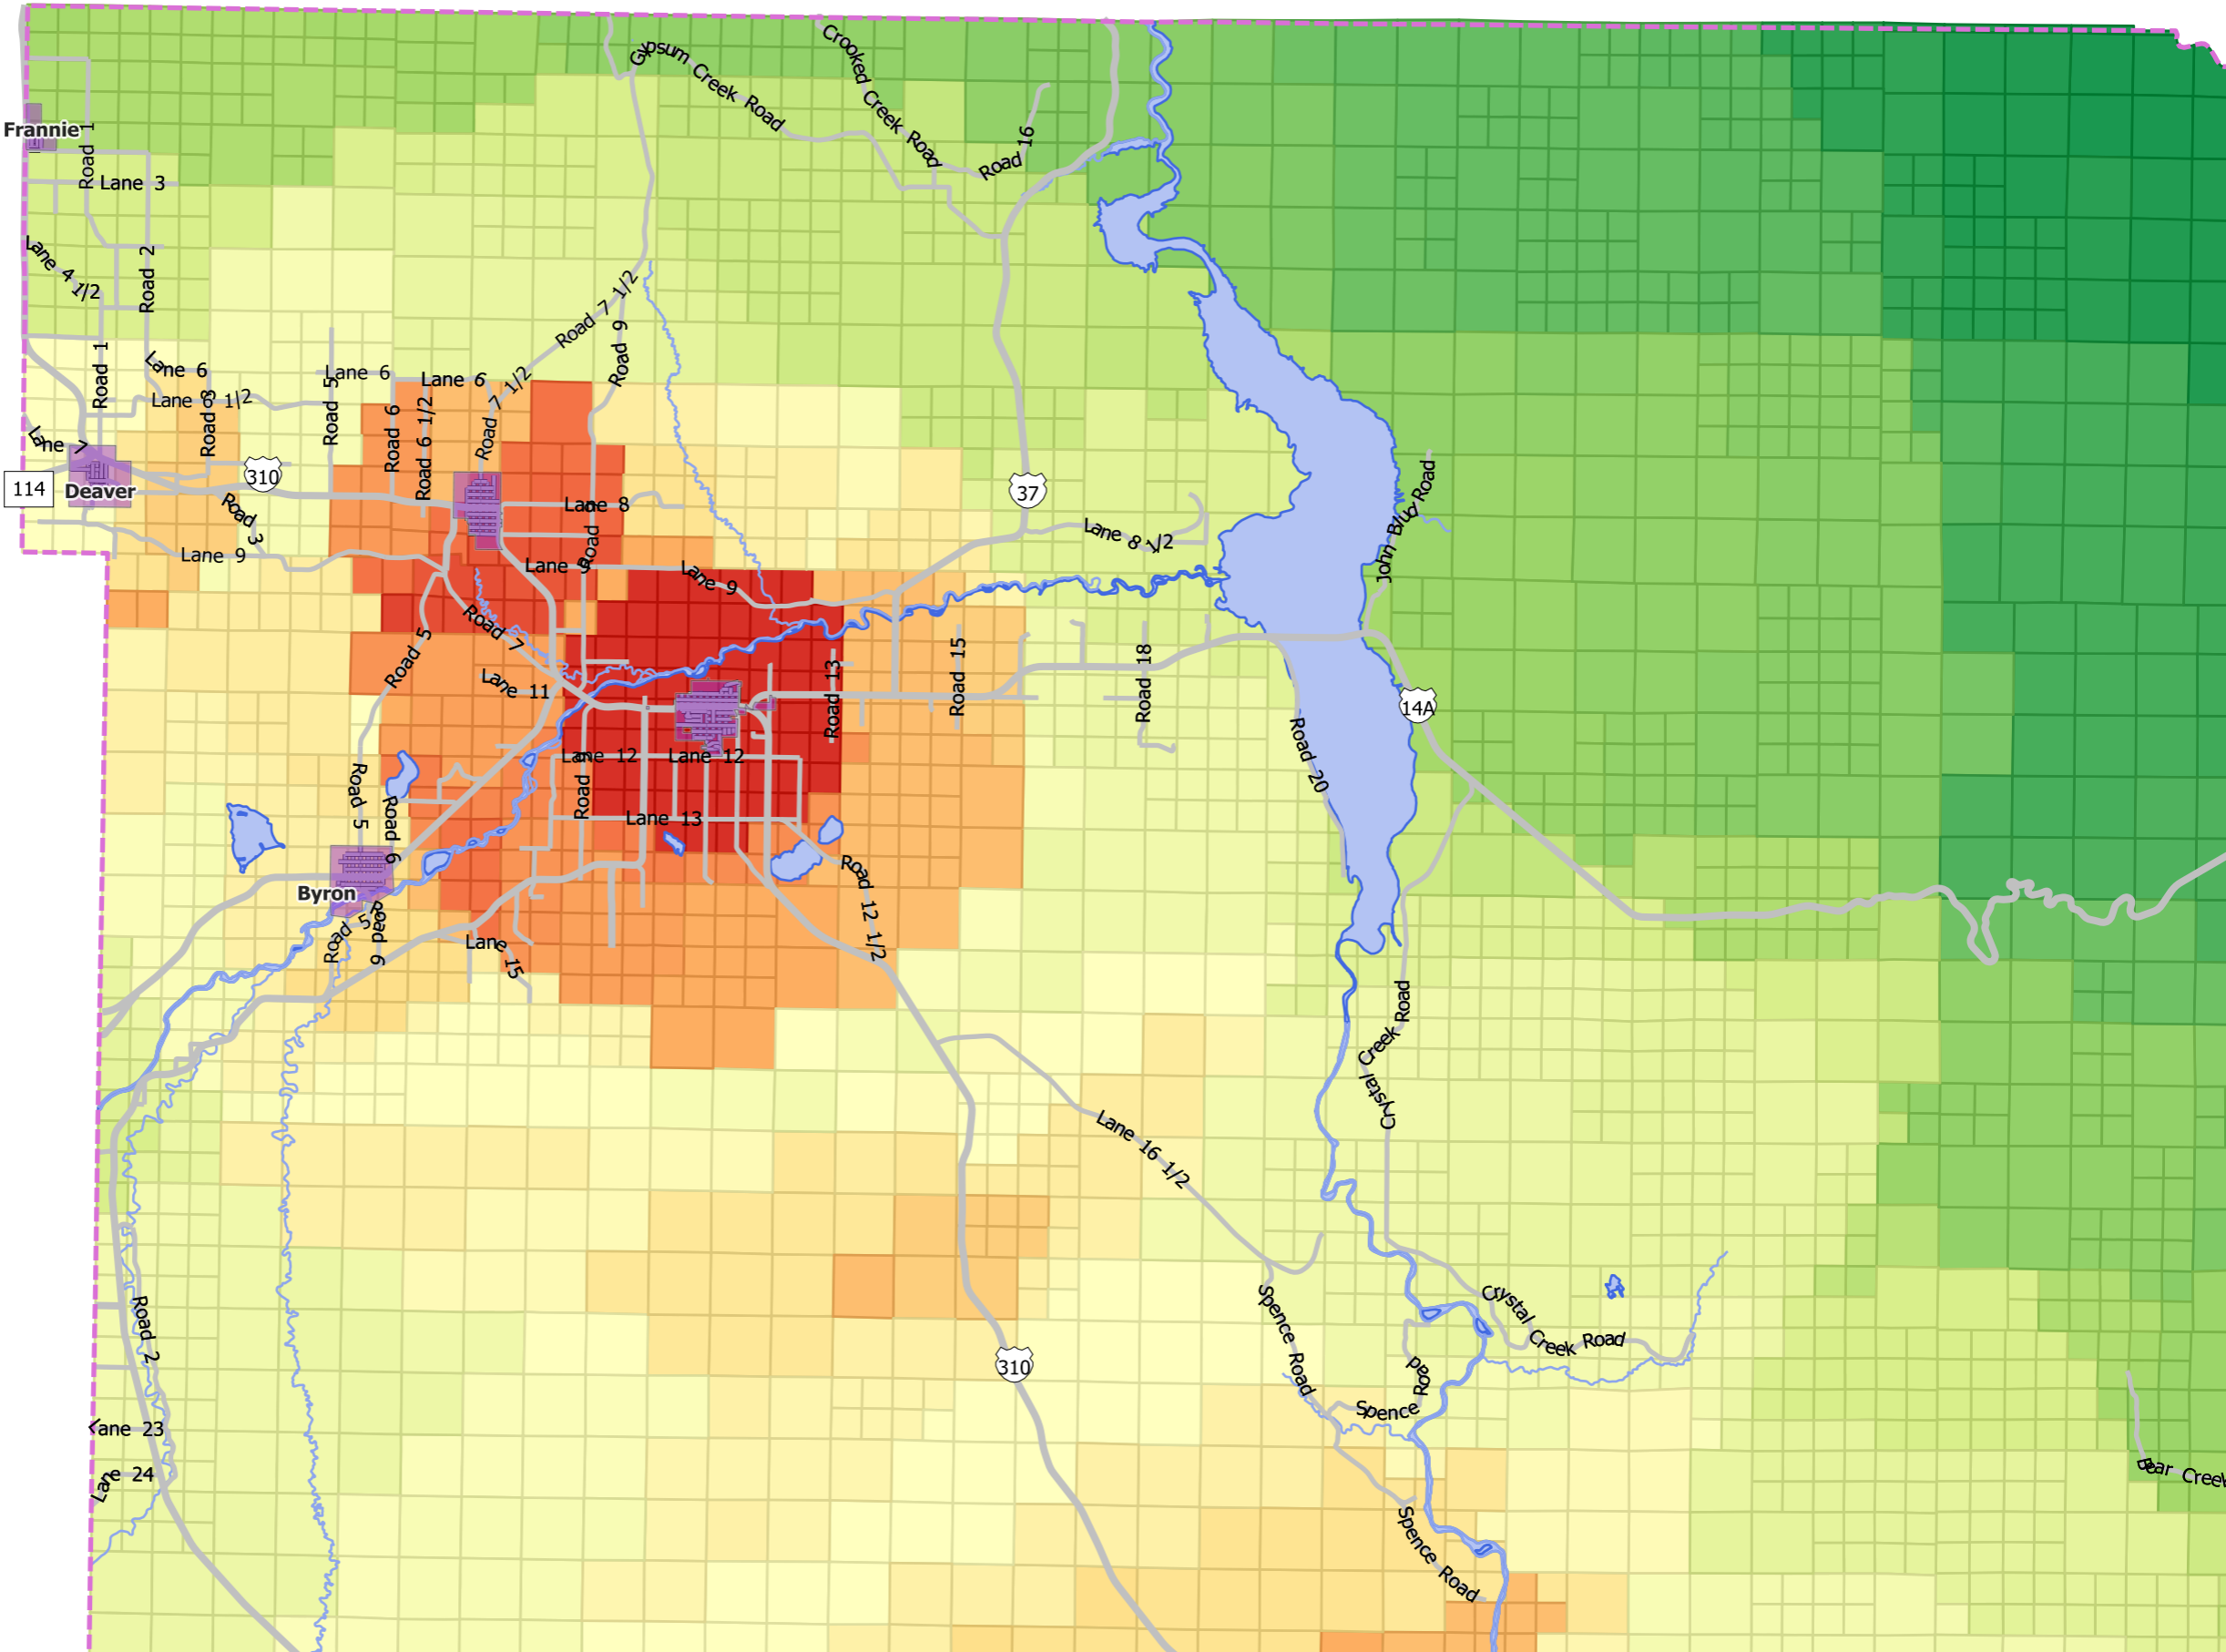 Gypsum Creek Road
Crooked Creek Road
Road 16
Frannie
Road 1
Lane 3
Lane 4 1/2
Road 2
Road 7 1/2
Road 9
Road 1
Lane 6
Lane 6
Lane 6
Lane 6 1/2
Road 3
Road 5
Road 6
Road 6 1/2
Road 7 1/2
Lane 7
310
114
Deaver
Road 3
Lane 8
Road 9
37
Lane 8 1/2
John Blue Road
Lane 9
Lane 9
Lane 9
Road 7
Road 5
Lane 11
Road 13
Road 15
Road 18
14A
Road 20
Lane 12
Lane 12
Road 9
Road 5
Road 6
Lane 13
Byron
Road 12 1/2
Road 5
Road 6
Lane 15
Crystal Creek Road
Lane 16 1/2
Road 2
Spence Road
Crystal Creek Road
310
Spence Road
Lane 23
Lane 24
Bear Creek
Spence Road